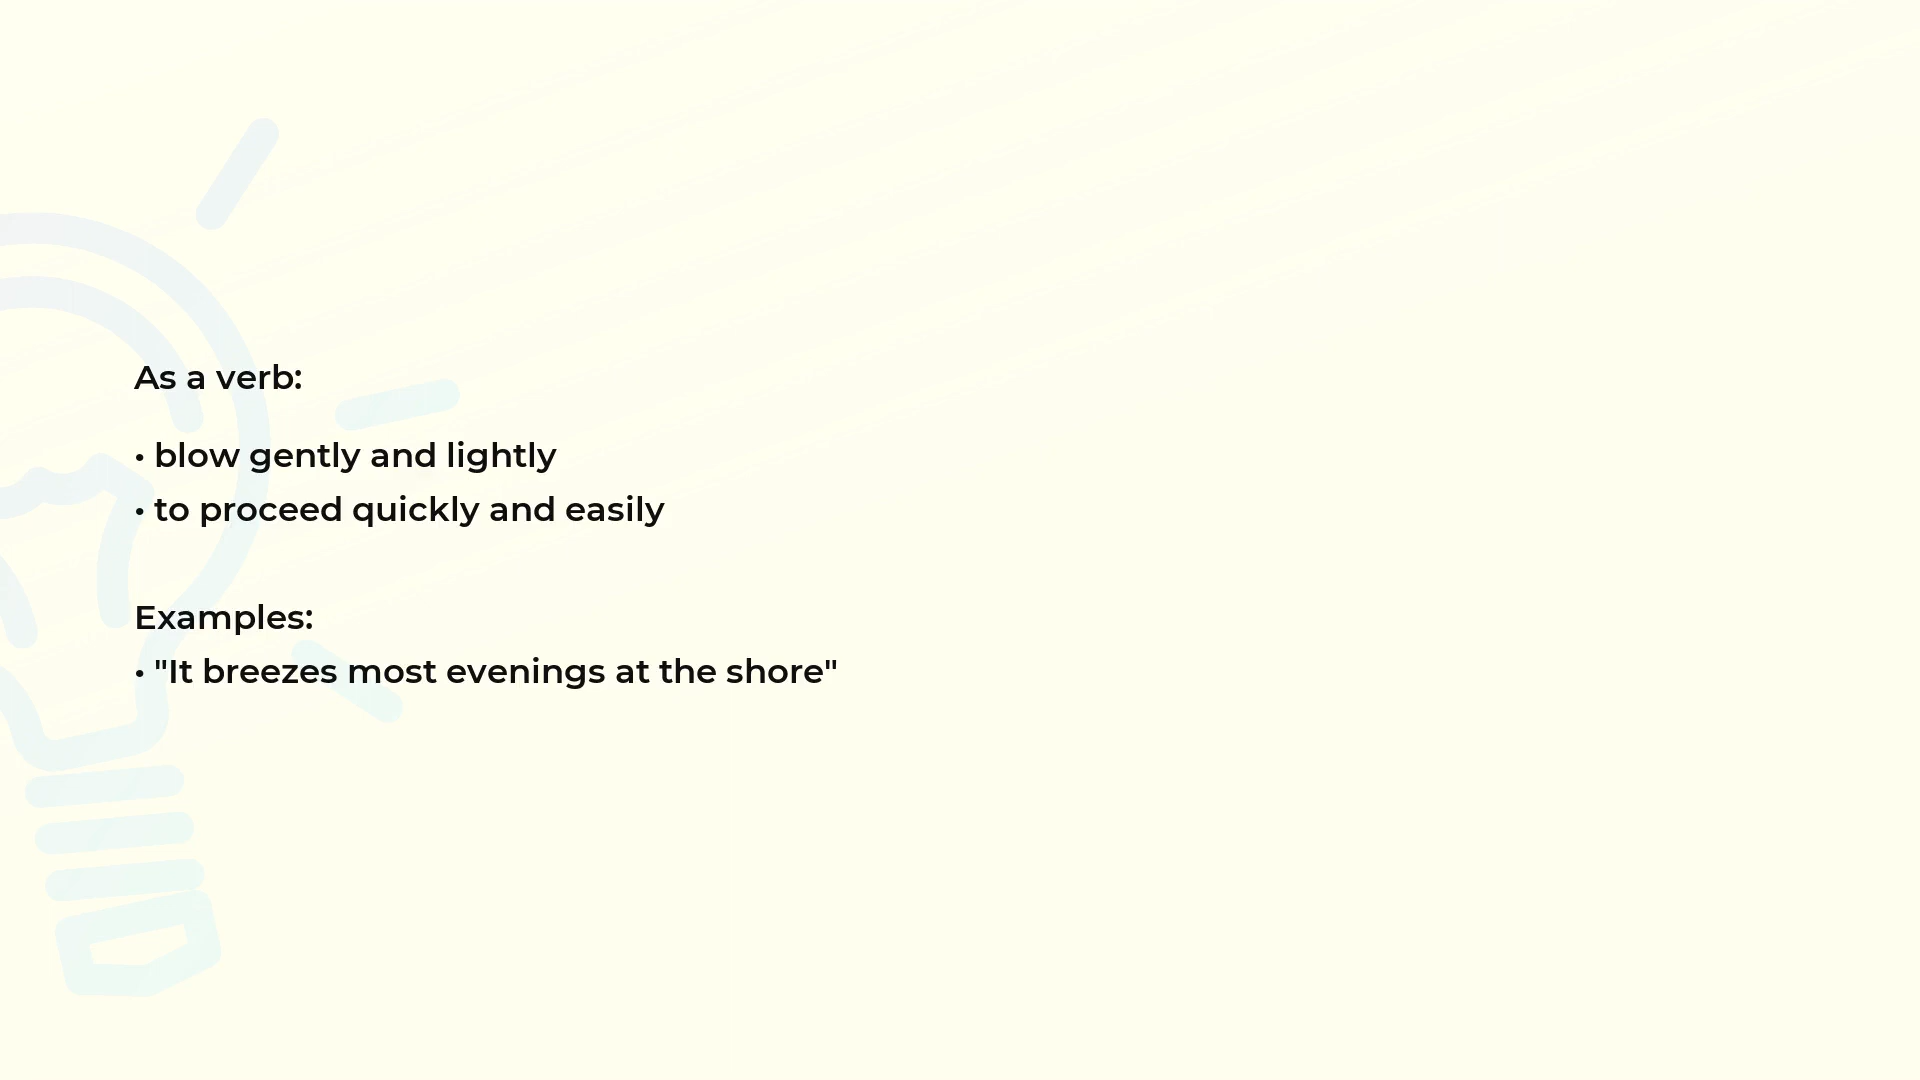 As a verb:
• blow gently and lightly
• to proceed quickly and easily
Examples:
• "It breezes most evenings at the shore"